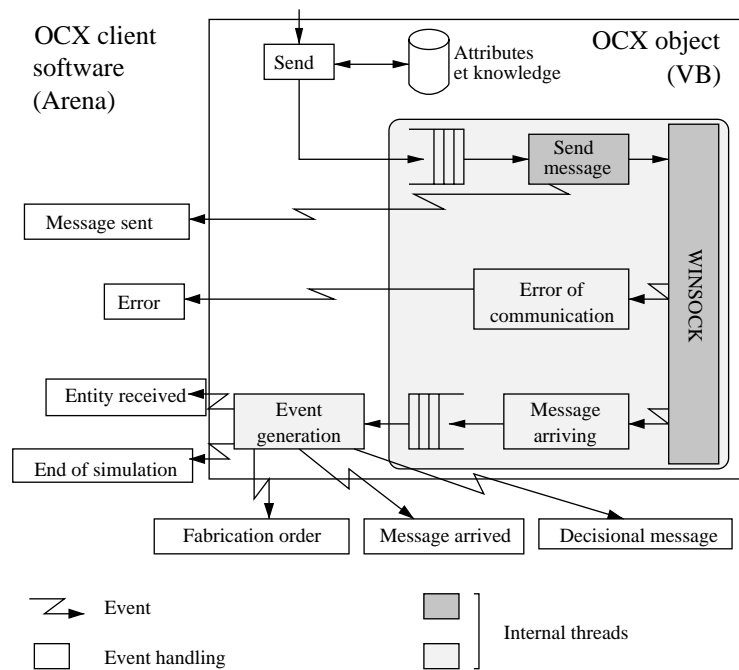 OCX client
software
(Arena)
OCX object
(VB)
Send
Attributes
et knowledge
Send
message
WINSOCK
Message sent
Error of
communication
Error
Entity received
Event
generation
Message
arriving
End of simulation
Fabrication order
Message arrived
Decisional message
Event
Event handling
Internal threads